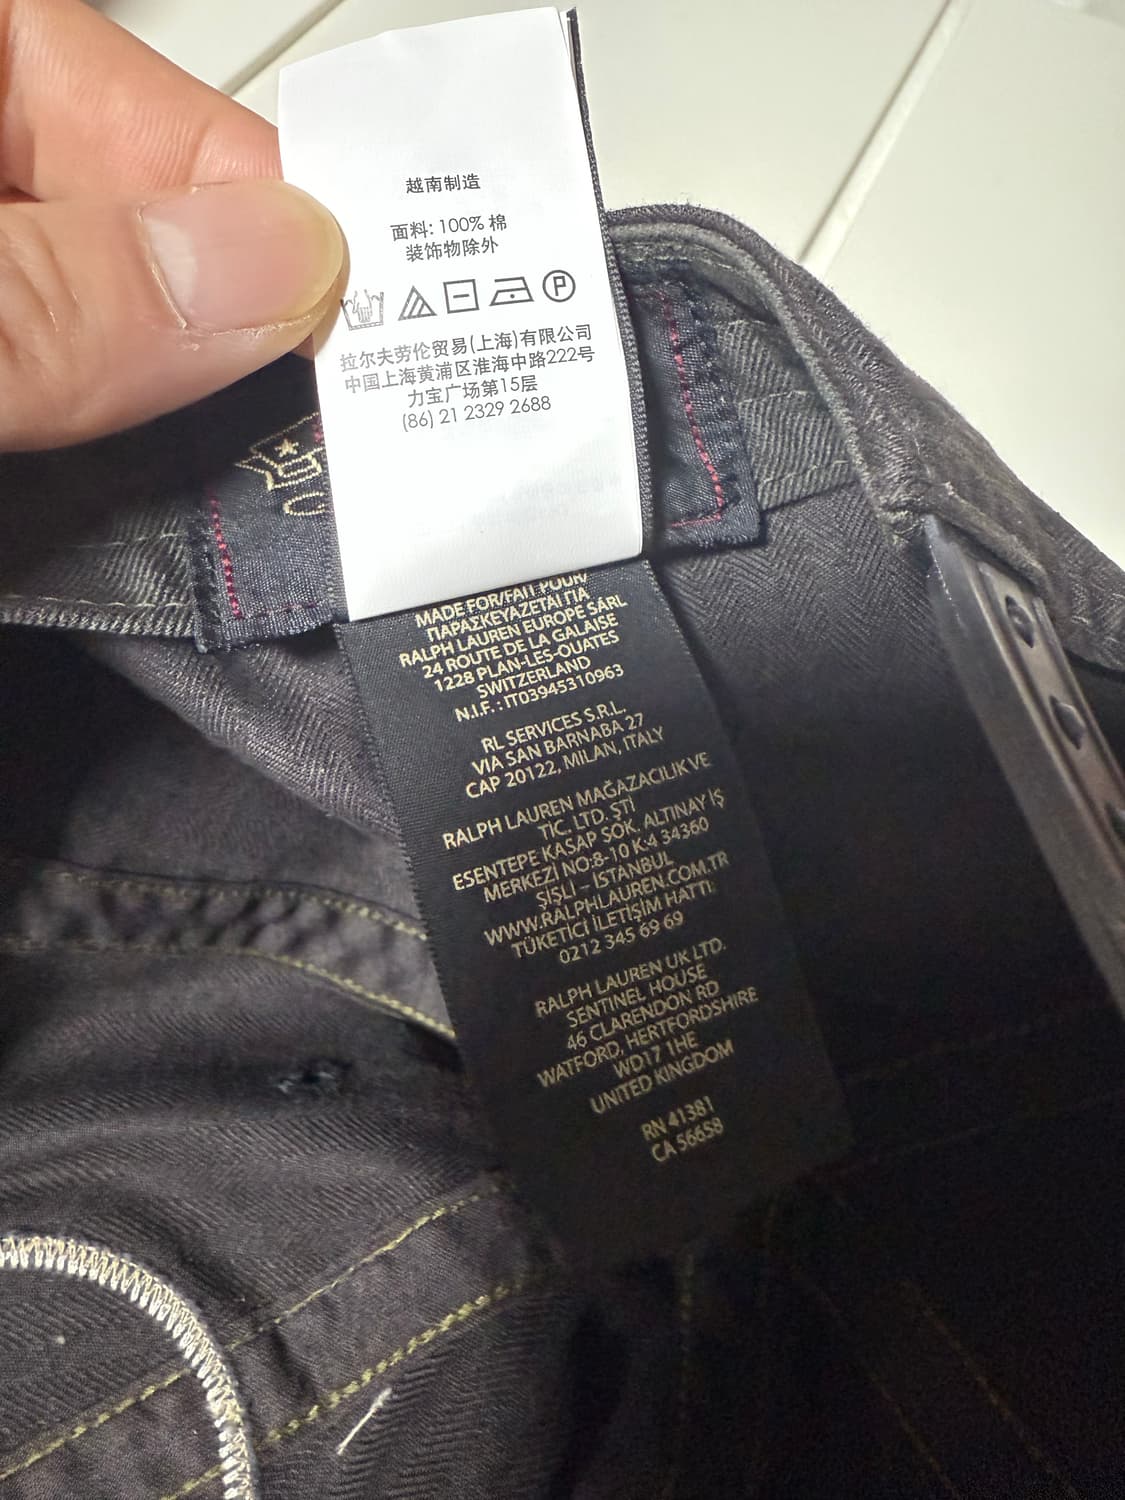 越南制造
面料: 100% 棉
装饰物除外
P
拉尔夫劳伦贸易(上海)有限公司
中国上海黄浦区淮海中路222号
力宝广场第15层
(86) 21 2329 2688
MADE FOR/FAIT POUR/
ΠΑΡΑΣΚΕΥΑΖΕΤΑΙ ΓΙΑ
RALPH LAUREN EUROPE SÀRL
24 ROUTE DE LA GALAISE
1228 PLAN-LES-OUATES
SWITZERLAND
N.I.F.: IT03945310963
RL SERVICES S.R.L.
VIA SAN BARNABA 27
CAP 20122, MILAN, ITALY
RALPH LAUREN MAĞAZACILIK VE
TIC. LTD. ŞTİ
ESENTEPE KASAP SOK. ALTINAY İŞ
MERKEZİ NO:8-10 K:4 34360
ŞİŞLİ – İSTANBUL
WWW.RALPHLAUREN.COM.TR
TÜKETİCİ İLETİŞİM HATTI:
0212 345 69 69
RALPH LAUREN UK LTD.
SENTINEL HOUSE
46 CLARENDON RD
WATFORD, HERTFORDSHIRE
WD17 1HE
UNITED KINGDOM
RN 41381
CA 56658